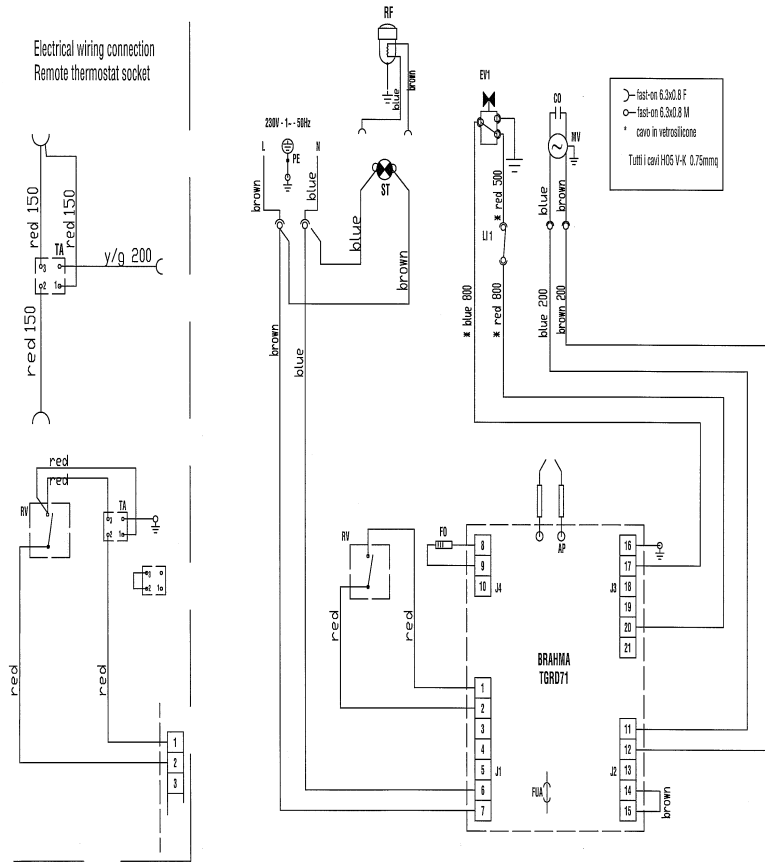 Electrical wiring connection
Remote thermostat socket
red 150
red 150
TA
y/g 200
3
2
1
red 150
red
red
RV
TA
3
2
1
3
2
1
red
red
1
2
3
RF
blue
brown
230V - 1~ - 50Hz
L
PE
N
brown
blue
ST
blue
brown
brown
blue
EV1
* red 500
LI 1
* blue 800
* red 800
CO
MV
blue
brown
blue 200
brown 200
fast-on 6.3x0.8 F
fast-on 6.3x0.8 M
* cavo in vetrosilicone
Tutti i cavi HO5 V-K 0.75mmq
RV
red
red
FO
AP
8
9
10
J4
16
17
18
19
20
21
J3
BRAHMA
TGRD71
1
2
3
4
5
6
7
J1
FUA
11
12
13
14
15
J2
brown